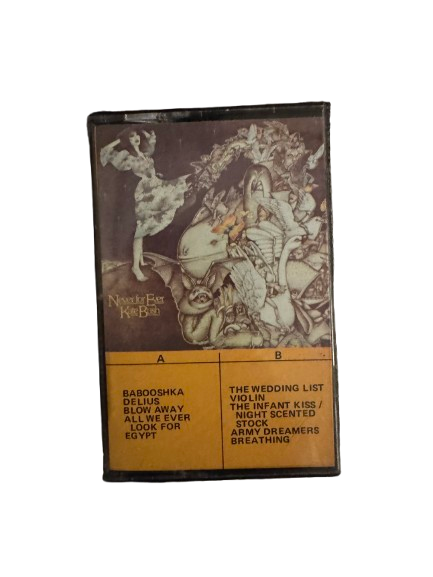 Never for Ever
Kate Bush
A
BABOOSHKA
DELIUS
BLOW AWAY
ALL WE EVER
LOOK FOR
EGYPT
B
THE WEDDING LIST
VIOLIN
THE INFANT KISS /
NIGHT SCENTED
STOCK
ARMY DREAMERS
BREATHING